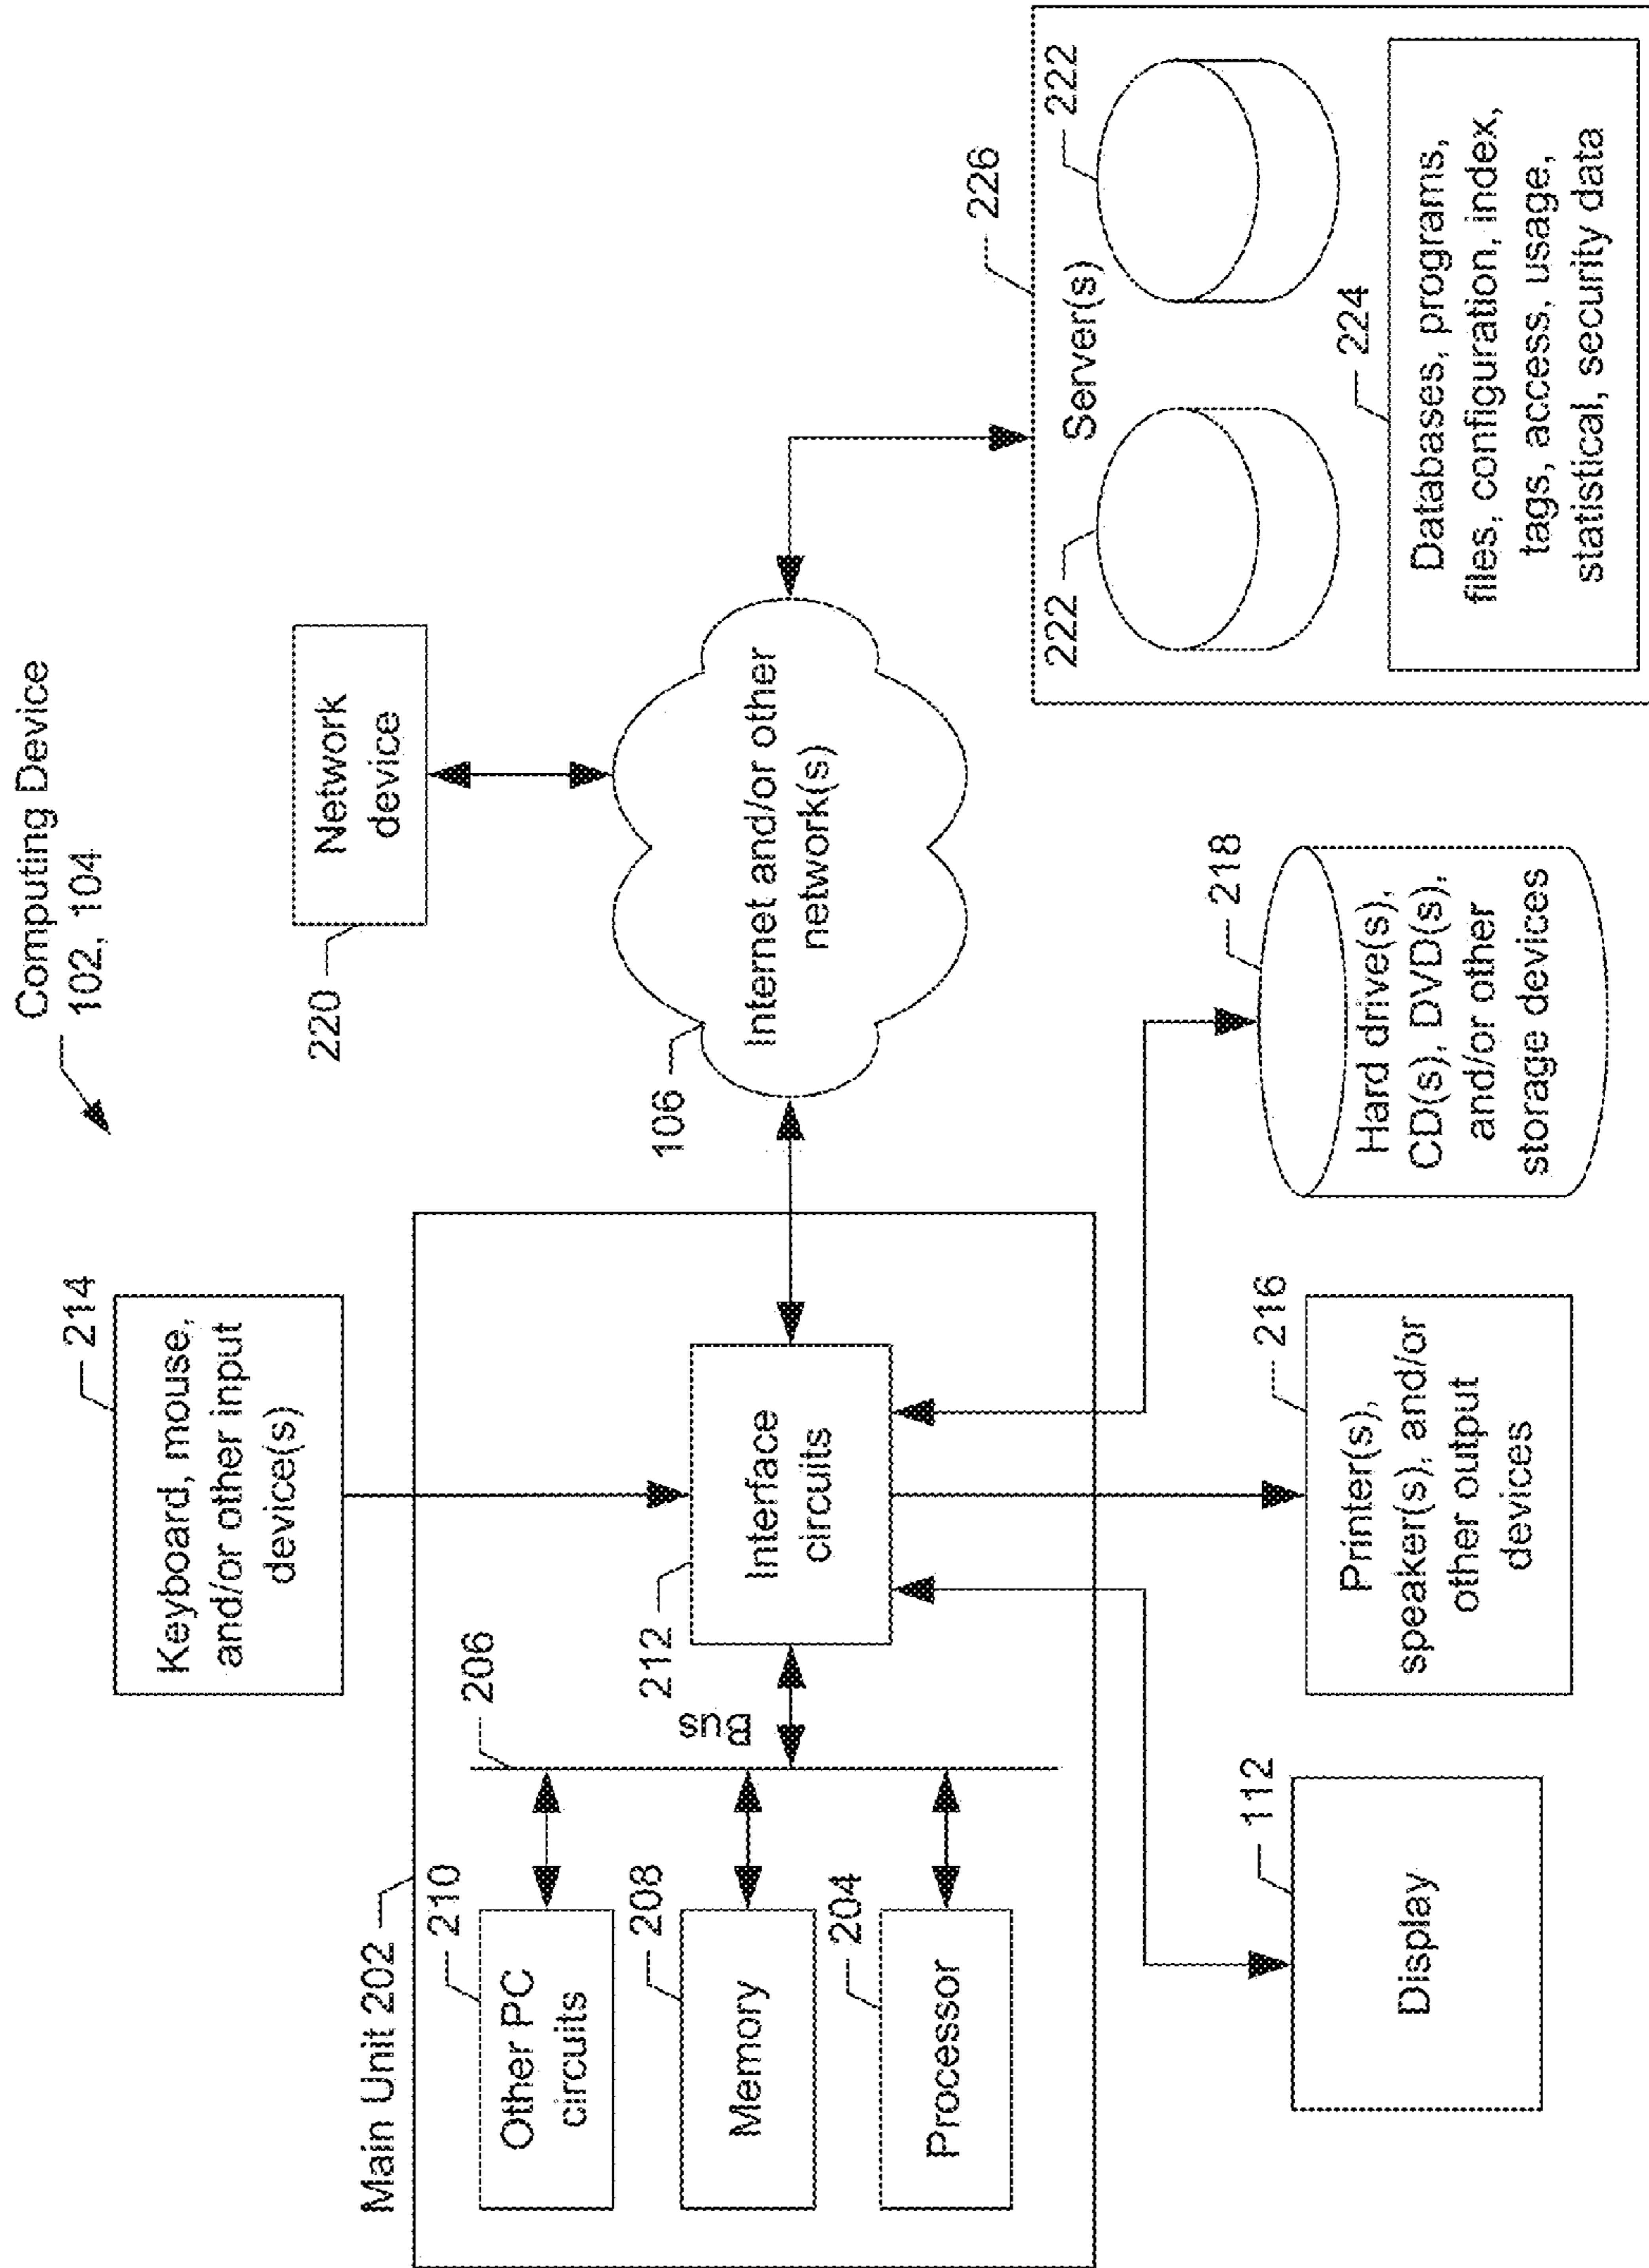 Computing Device
102, 104
Keyboard, mouse,
and/or other input
device(s)
214
Main Unit 202
Other PC
circuits
210
Memory
208
Processor
204
206
Bus
212
Interface
circuits
Network
device
220
106
Internet and/or other
network(s)
Display
112
Printer(s),
speaker(s), and/or
other output
devices
216
Hard drive(s),
CD(s), DVD(s),
and/or other
storage devices
218
226
Server(s)
222
222
224
Databases, programs,
files, configuration, index,
tags, access, usage,
statistical, security data